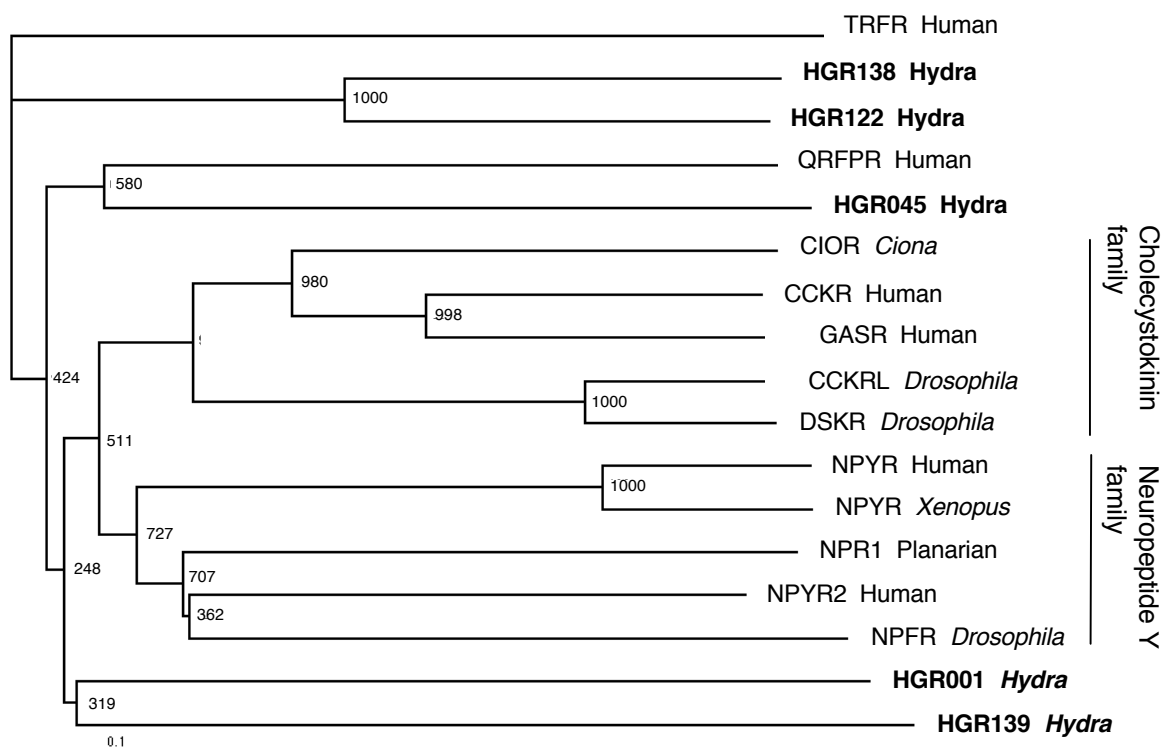 TRFR Human
HGR138 Hydra
1000
HGR122 Hydra
QRFPR Human
580
HGR045 Hydra
CIOR Ciona
980
CCKR Human
998
GASR Human
CCKRL Drosophila
1000
DSKR Drosophila
Cholecystokinin
family
424
511
NPYR Human
1000
NPYR Xenopus
727
NPR1 Planarian
707
NPYR2 Human
362
NPFR Drosophila
Neuropeptide Y
family
248
HGR001 Hydra
319
HGR139 Hydra
0.1